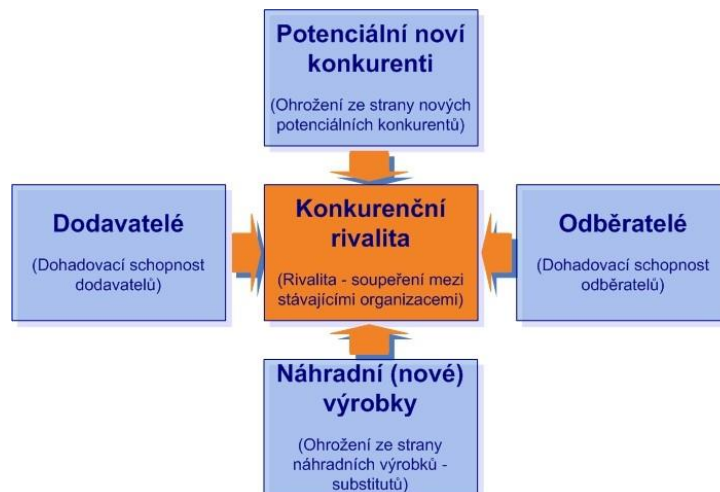 Potenciální noví
konkurenti
(Ohrožení ze strany nových
potenciálních konkurentů)
Dodavatelé
(Dohadovací schopnost
dodavatelů)
Konkurenční
rivalita
(Rivalita - soupeření mezi
stávajícími organizacemi)
Odběratelé
(Dohadovací schopnost
odběratelů)
Náhradní (nové)
výrobky
(Ohrožení ze strany
náhradních výrobků -
substitutů)